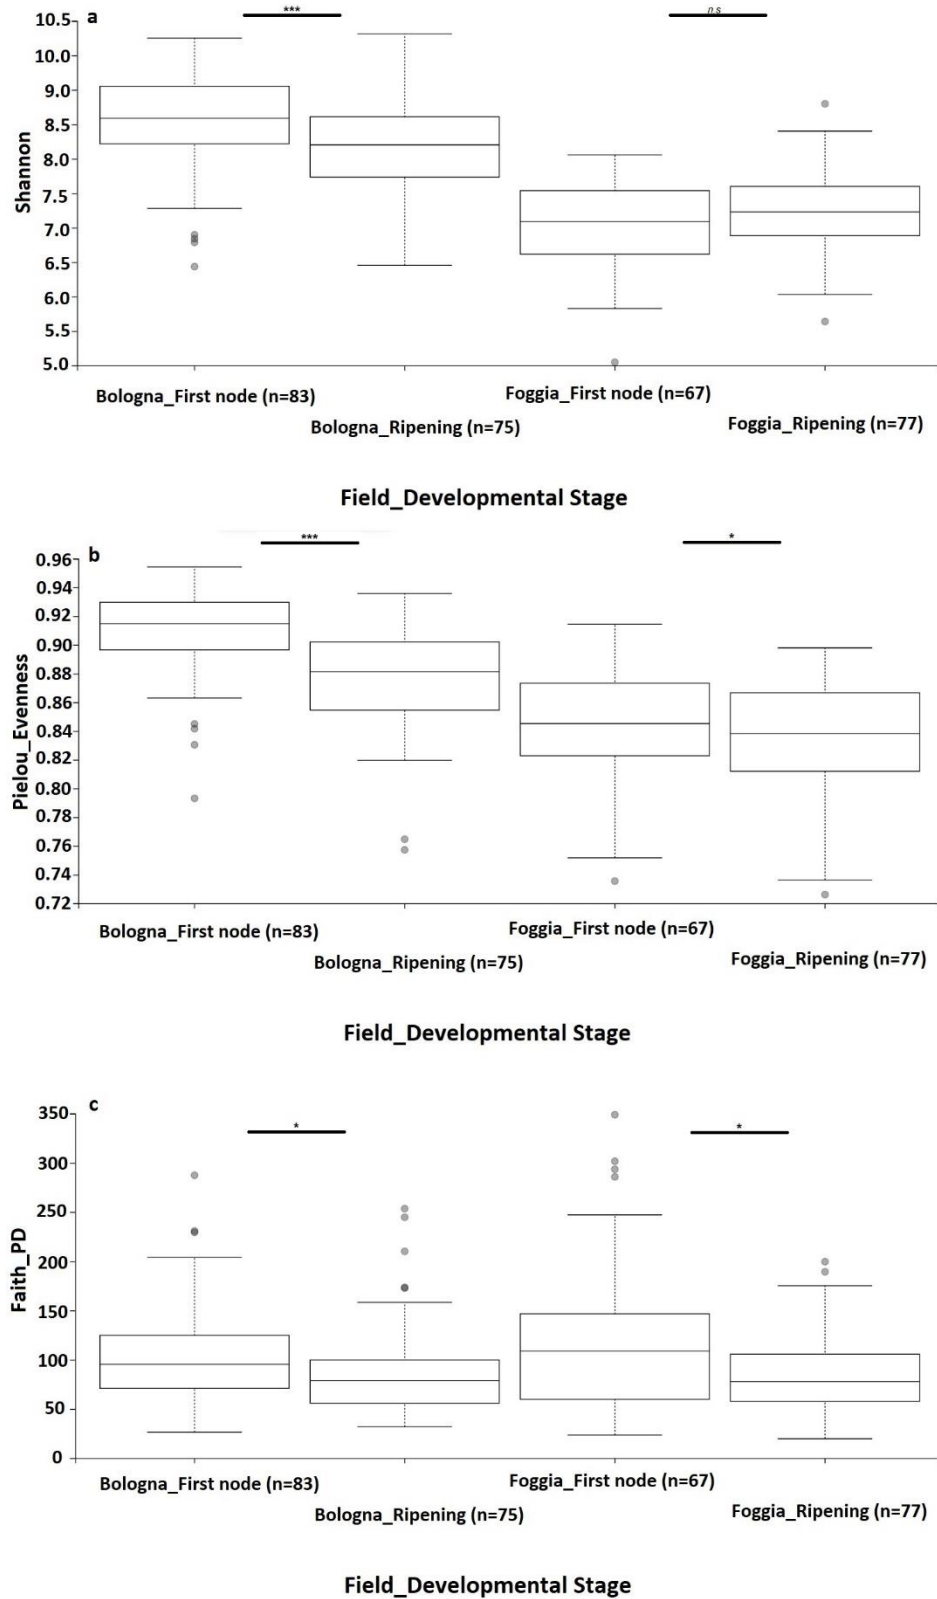 a
***
n s
10.5
10.0
9.0
8.5
8.0
7.5
7.0
6.5
6.0
5.5
5.0
Shannon
Bologna_First node (n=83)
Foggia_First node (n=67)
Bologna_Ripening (n=75)
Foggia_Ripening (n=77)
Field_Developmental Stage
b
***
*
0.96
0.94
0.92
0.90
0.88
0.86
0.84
0.82
0.80
0.78
0.76
0.74
0.72
Pielou_Evenness
Bologna_First node (n=83)
Foggia_First node (n=67)
Bologna_Ripening (n=75)
Foggia_Ripening (n=77)
Field_Developmental Stage
c
*
*
350
300
250
200
150
100
50
0
Faith_PD
Bologna_First node (n=83)
Foggia_First node (n=67)
Bologna_Ripening (n=75)
Foggia_Ripening (n=77)
Field_Developmental Stage